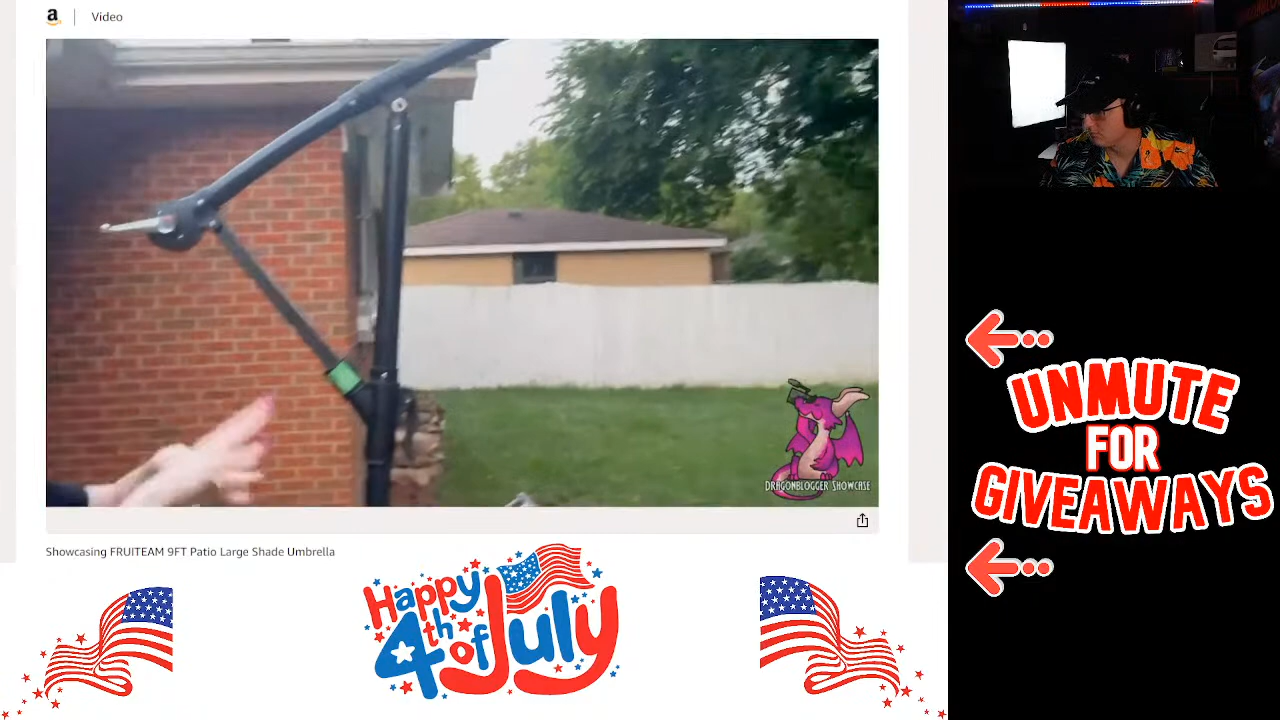 a
Video
DRAGONBLOGGER SHOWCASE
Showcasing FRUITEAM 9FT Patio Large Shade Umbrella
Happy
4th of July
UNMUTE
FOR
GIVEAWAYS